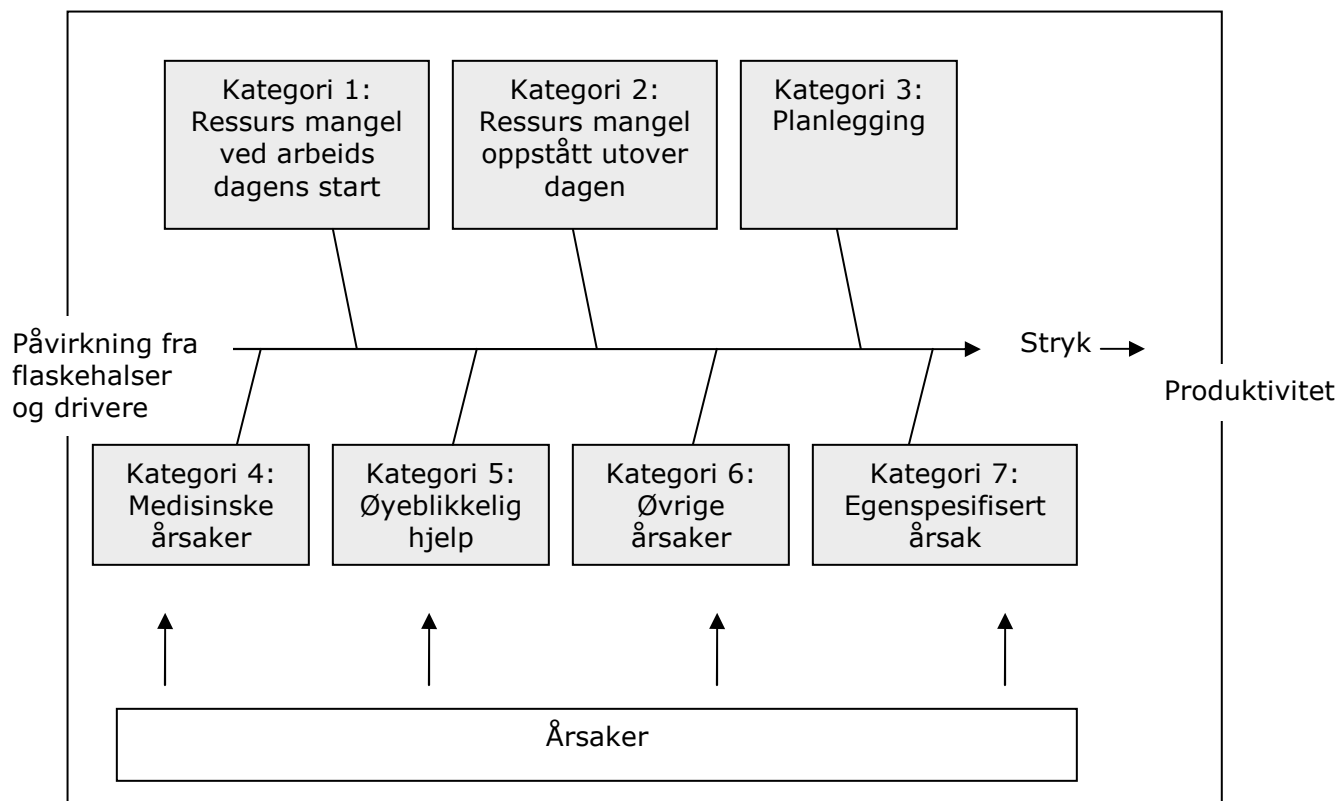 Kategori 1:
Ressurs mangel
ved arbeids
dagens start
Kategori 2:
Ressurs mangel
oppstått utover
dagen
Kategori 3:
Planlegging
Påvirkning fra
flaskehalser
og drivere
Stryk
Produktivitet
Kategori 4:
Medisinske
årsaker
Kategori 5:
Øyeblikkelig
hjelp
Kategori 6:
Øvrige
årsaker
Kategori 7:
Egenspesifisert
årsak
Årsaker